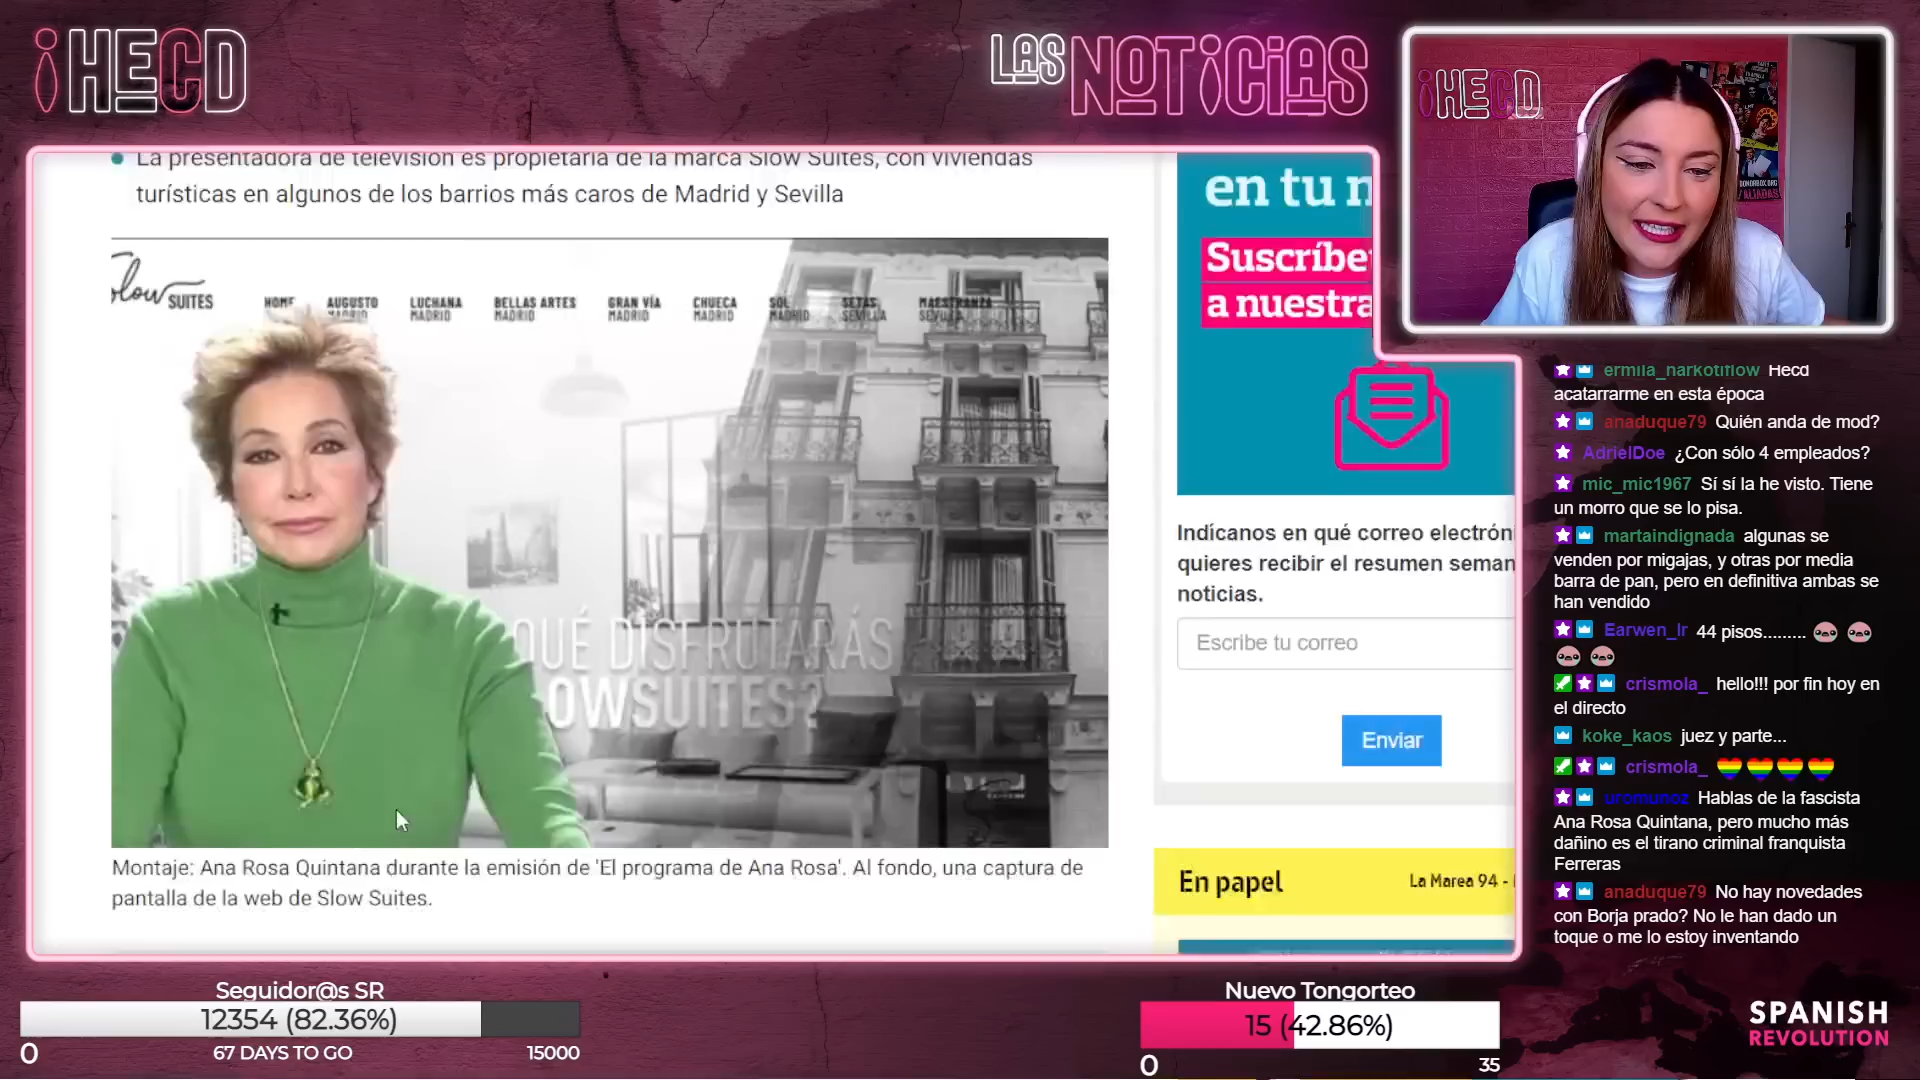 ¡HECD
LAS NOTICIAS
¡HECD
La presentadora de televisión es propietaria de la marca Slow Suites, con viviendas
turísticas en algunos de los barrios más caros de Madrid y Sevilla
Slow SUITES
HOME
AUGUSTO
MADRID
LUCHANA
MADRID
BELLAS ARTES
MADRID
GRAN VÍA
MADRID
CHUECA
MADRID
SOL
MADRID
SETAS
SEVILLA
MAESTRANZA
SEVILLA
QUÉ DISFRUTARÁS
OWSUITES?
Montaje: Ana Rosa Quintana durante la emisión de 'El programa de Ana Rosa'. Al fondo, una captura de
pantalla de la web de Slow Suites.
en tu
Suscríbe
a nuestra
Indícanos en qué correo electróni
quieres recibir el resumen seman
noticias.
Escribe tu correo
Enviar
En papel
La Marea 94 -
ermila_narkotiflow Hecd
acatarrarme en esta época
anaduque79 Quién anda de mod?
AdrielDoe ¿Con sólo 4 empleados?
mic_mic1967 Sí sí la he visto. Tiene
un morro que se lo pisa.
martaindignada algunas se
venden por migajas, y otras por media
barra de pan, pero en definitiva ambas se
han vendido
Earwen_Ir 44 pisos.........
crismola_ hello!!! por fin hoy en
el directo
koke_kaos juez y parte...
crismola_
uromunoz Hablas de la fascista
Ana Rosa Quintana, pero mucho más
dañino es el tirano criminal franquista
Ferreras
anaduque79 No hay novedades
con Borja prado? No le han dado un
toque o me lo estoy inventando
Seguidor@s SR
12354 (82.36%)
0
67 DAYS TO GO
15000
Nuevo Tongorteo
15 (42.86%)
0
35
SPANISH
REVOLUTION